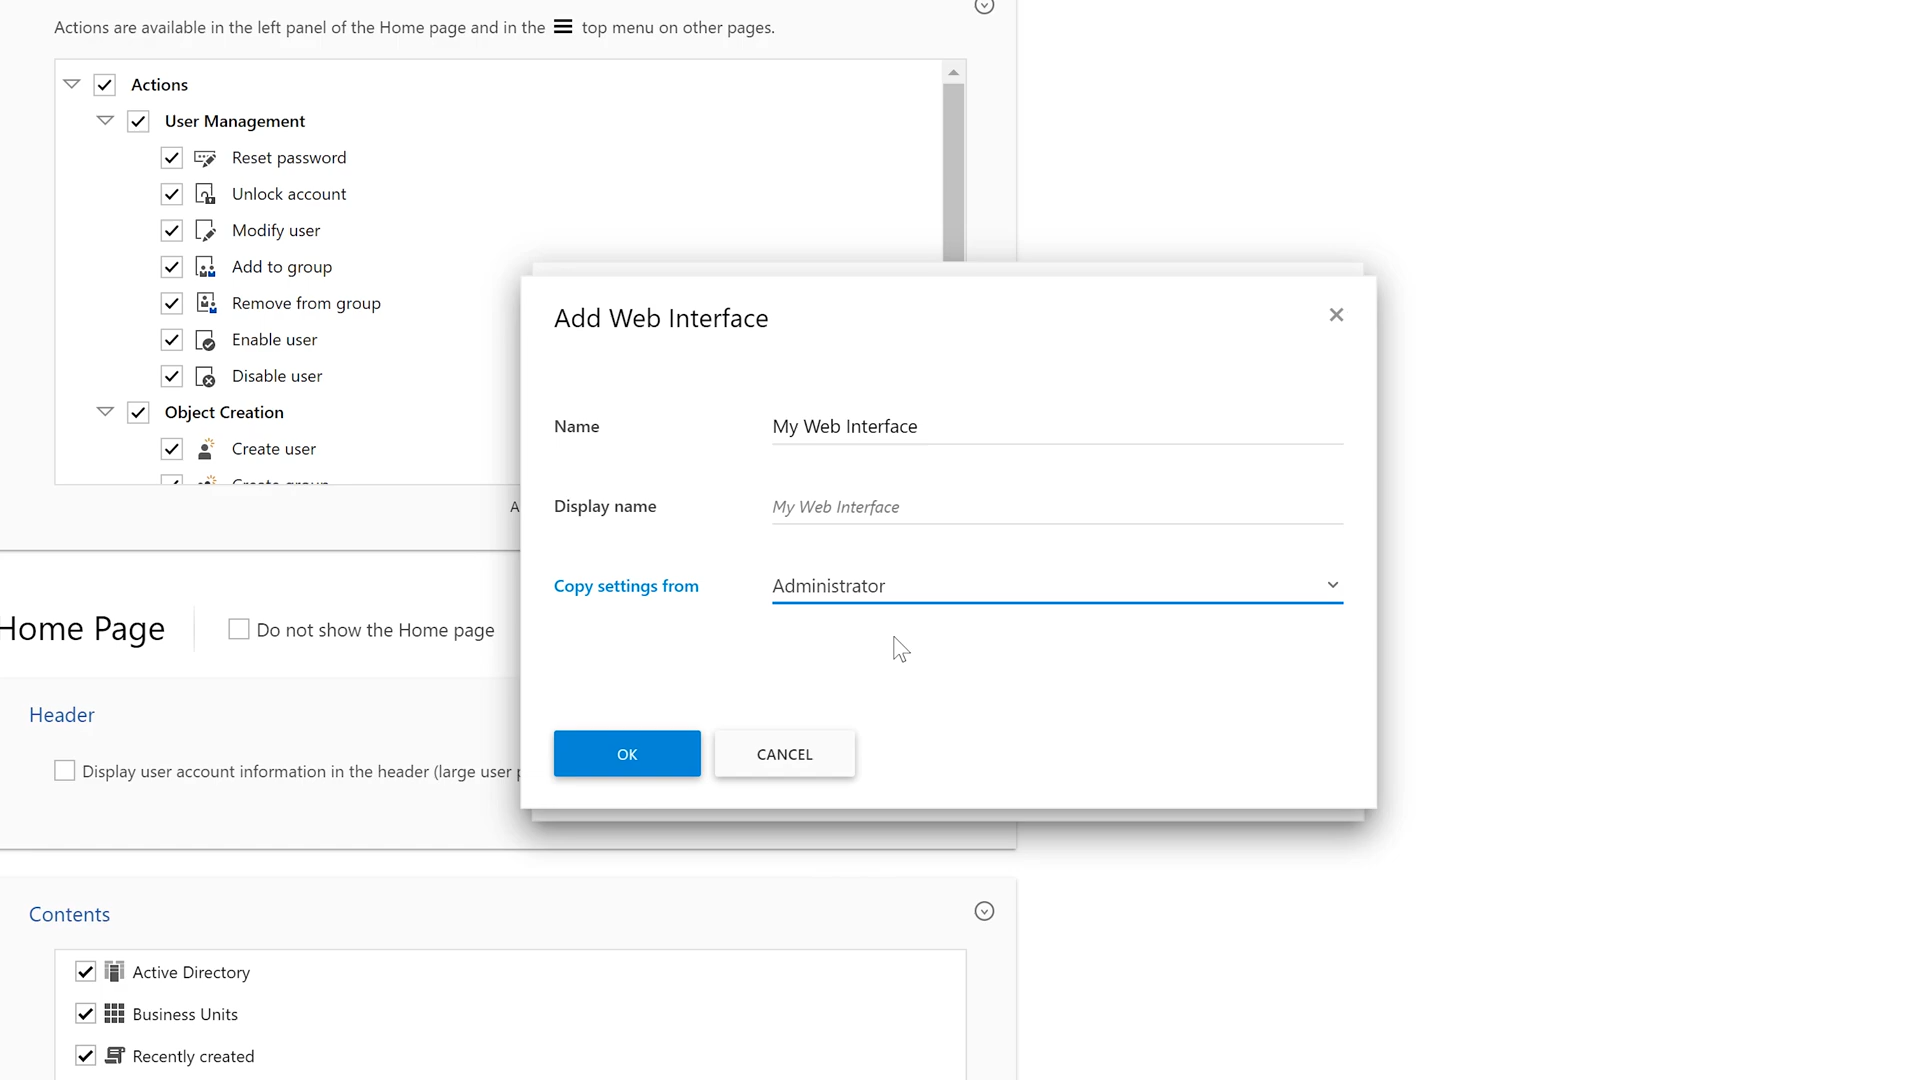 Actions are available in the left panel of the Home page and in the top menu on other pages.
Actions
User Management
Reset password
Unlock account
Modify user
Add to group
Remove from group
Enable user
Disable user
Object Creation
Create user
Create group
A
Add Web Interface
Name My Web Interface
Display name My Web Interface
Copy settings from Administrator
OK CANCEL
Home Page Do not show the Home page
Header
Display user account information in the header (large user
Contents
Active Directory
Business Units
Recently created